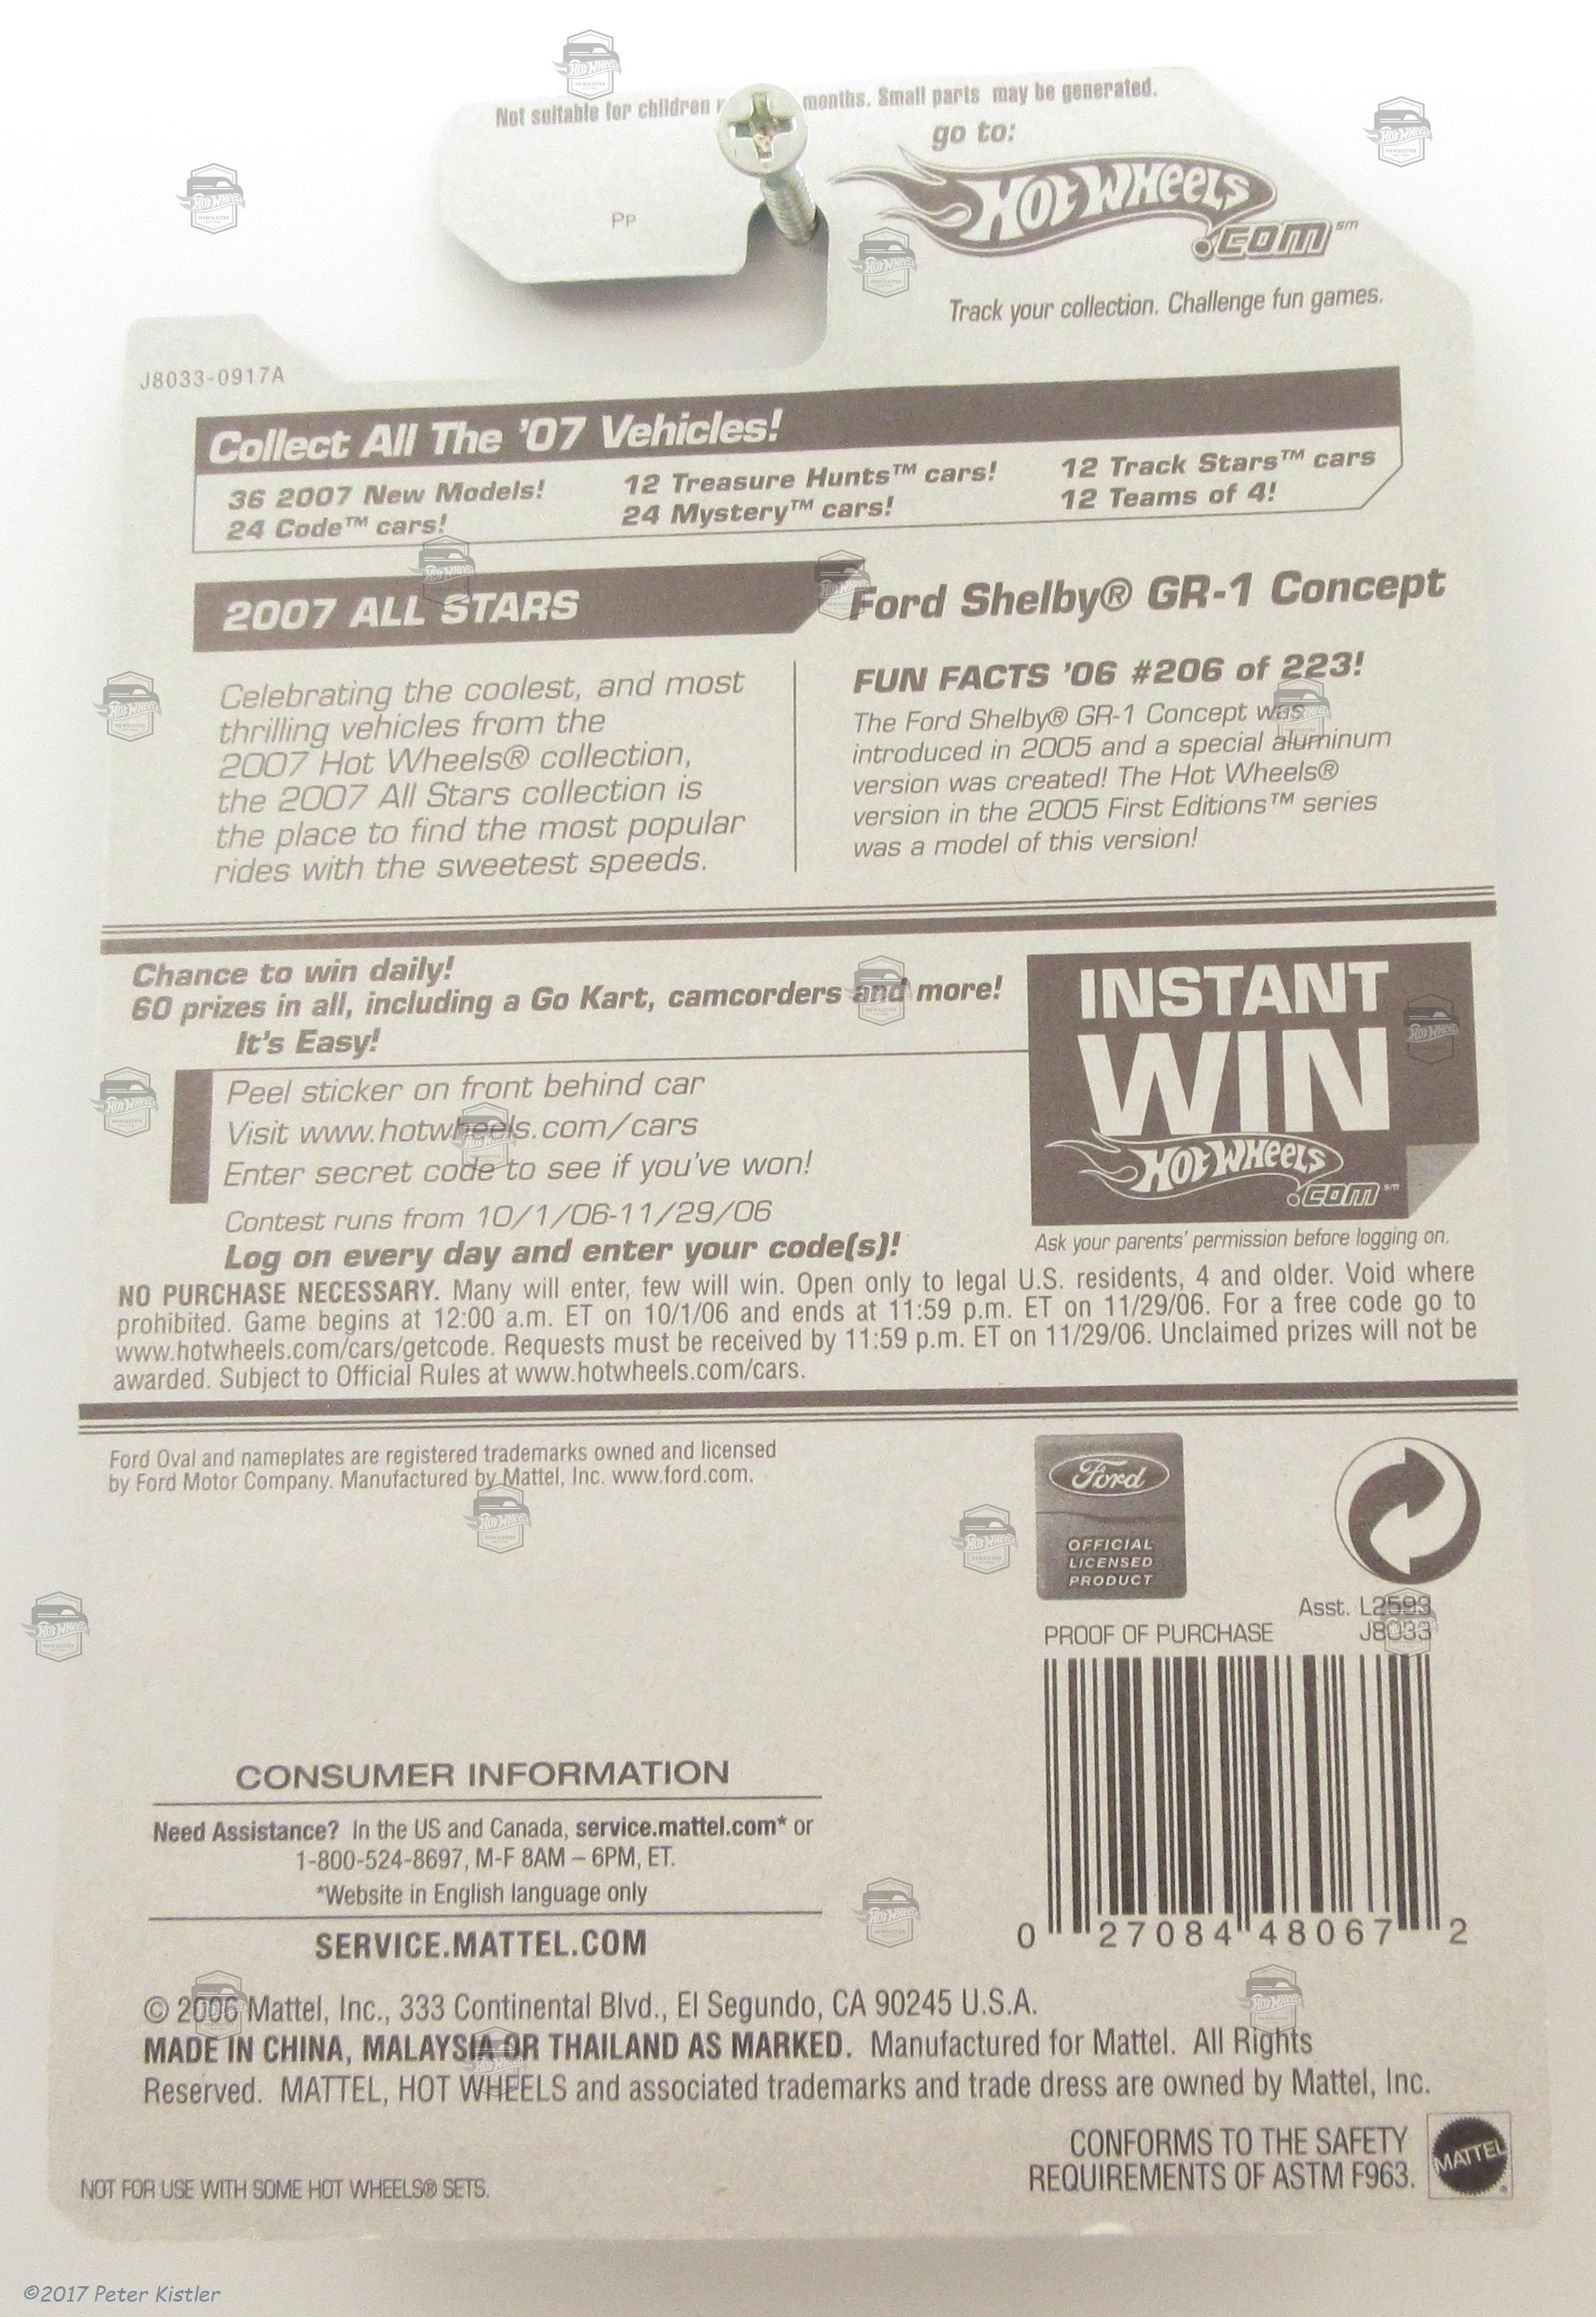 Not suitable for children months. Small parts may be generated.
go to:
Hot Wheels
.com℠
Pp
Track your collection. Challenge fun games.
J8033-0917A
Collect All The '07 Vehicles!
36 2007 New Models!
24 Code™ cars!
12 Treasure Hunts™ cars!
24 Mystery™ cars!
12 Track Stars™ cars
12 Teams of 4!
2007 ALL STARS
Celebrating the coolest, and most
thrilling vehicles from the
2007 Hot Wheels® collection,
the 2007 All Stars collection is
the place to find the most popular
rides with the sweetest speeds.
Ford Shelby® GR-1 Concept
FUN FACTS '06 #206 of 223!
The Ford Shelby® GR-1 Concept was
introduced in 2005 and a special aluminum
version was created! The Hot Wheels®
version in the 2005 First Editions™ series
was a model of this version!
Chance to win daily!
60 prizes in all, including a Go Kart, camcorders and more!
It's Easy!
Peel sticker on front behind car
Visit www.hotwheels.com/cars
Enter secret code to see if you've won!
Contest runs from 10/1/06-11/29/06
Log on every day and enter your code(s)!
INSTANT
WIN
Hot Wheels
.com℠
Ask your parents' permission before logging on.
NO PURCHASE NECESSARY. Many will enter, few will win. Open only to legal U.S. residents, 4 and older. Void where
prohibited. Game begins at 12:00 a.m. ET on 10/1/06 and ends at 11:59 p.m. ET on 11/29/06. For a free code go to
www.hotwheels.com/cars/getcode. Requests must be received by 11:59 p.m. ET on 11/29/06. Unclaimed prizes will not be
awarded. Subject to Official Rules at www.hotwheels.com/cars.
Ford Oval and nameplates are registered trademarks owned and licensed
by Ford Motor Company. Manufactured by Mattel, Inc. www.ford.com.
Ford
OFFICIAL
LICENSED
PRODUCT
Asst. L2593
PROOF OF PURCHASE J8033
0 27084 48067 2
CONSUMER INFORMATION
Need Assistance? In the US and Canada, service.mattel.com* or
1-800-524-8697, M-F 8AM – 6PM, ET.
*Website in English language only
SERVICE.MATTEL.COM
© 2006 Mattel, Inc., 333 Continental Blvd., El Segundo, CA 90245 U.S.A.
MADE IN CHINA, MALAYSIA OR THAILAND AS MARKED. Manufactured for Mattel. All Rights
Reserved. MATTEL, HOT WHEELS and associated trademarks and trade dress are owned by Mattel, Inc.
CONFORMS TO THE SAFETY
REQUIREMENTS OF ASTM F963.
MATTEL
NOT FOR USE WITH SOME HOT WHEELS® SETS.
©2017 Peter Kistler